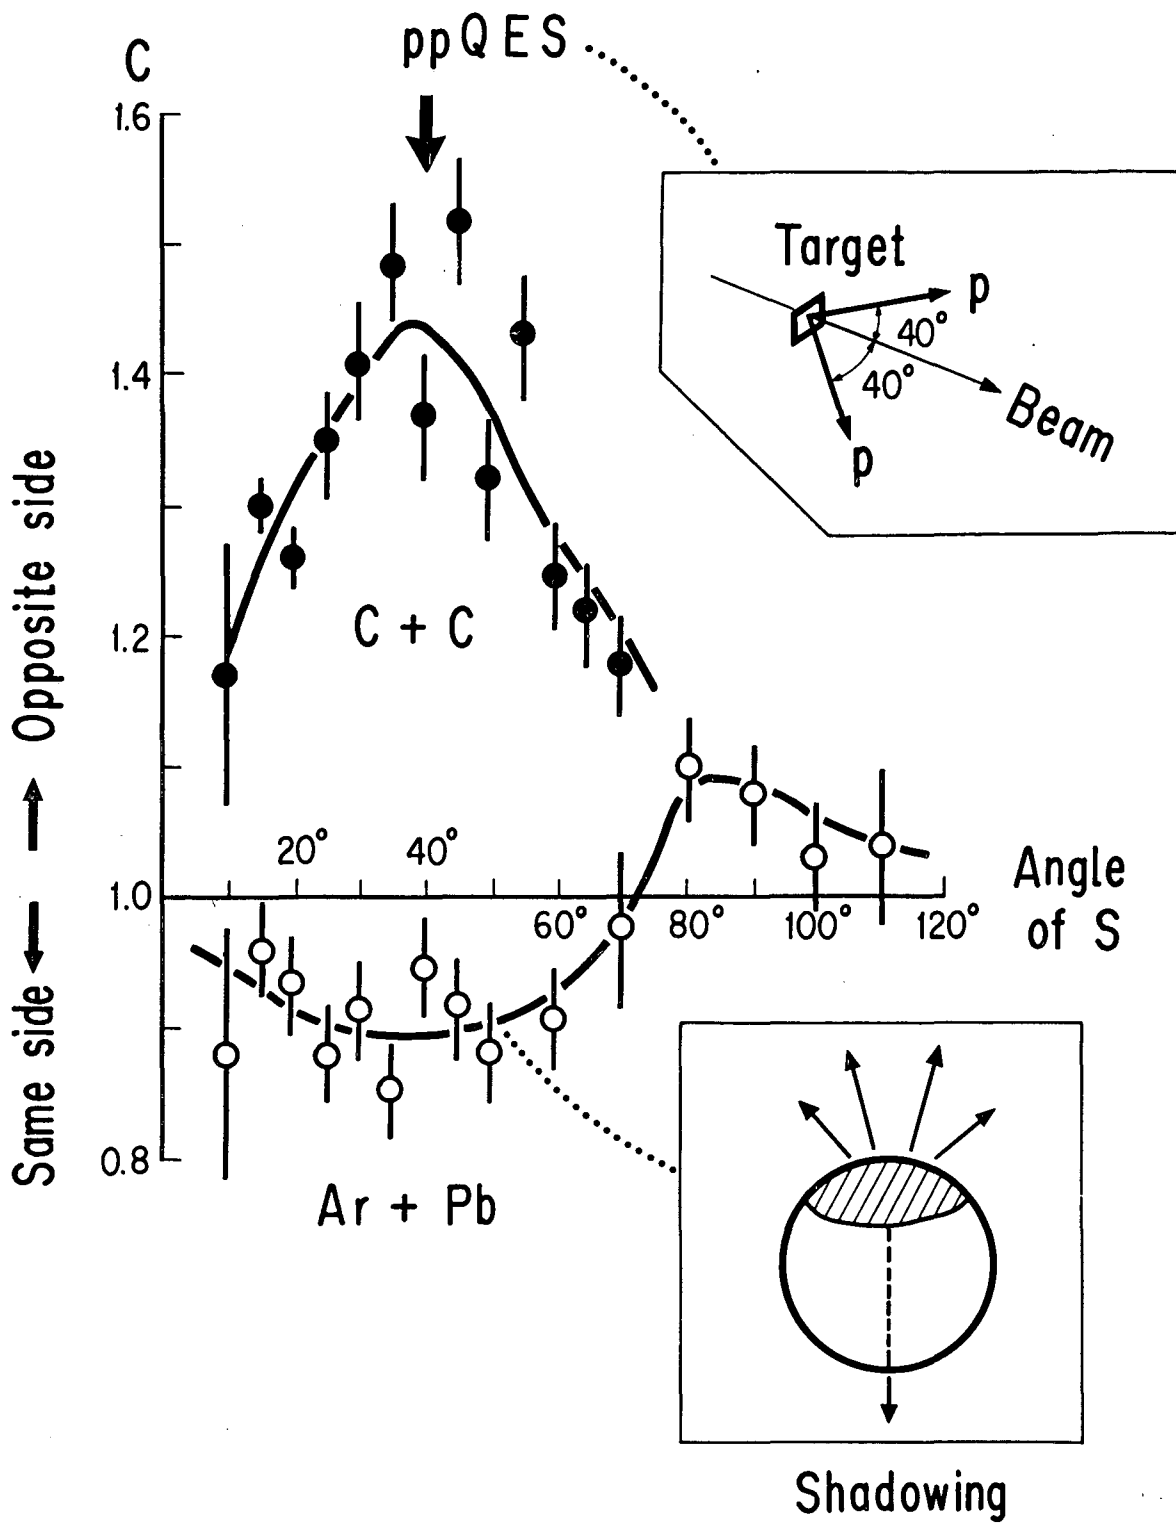 C
ppQES
1.6
1.4
1.2
1.0
0.8
Opposite side
Same side
Target
p
40°
40°
p
Beam
C + C
20°
40°
60°
80°
100°
120°
Angle
of S
Ar + Pb
Shadowing